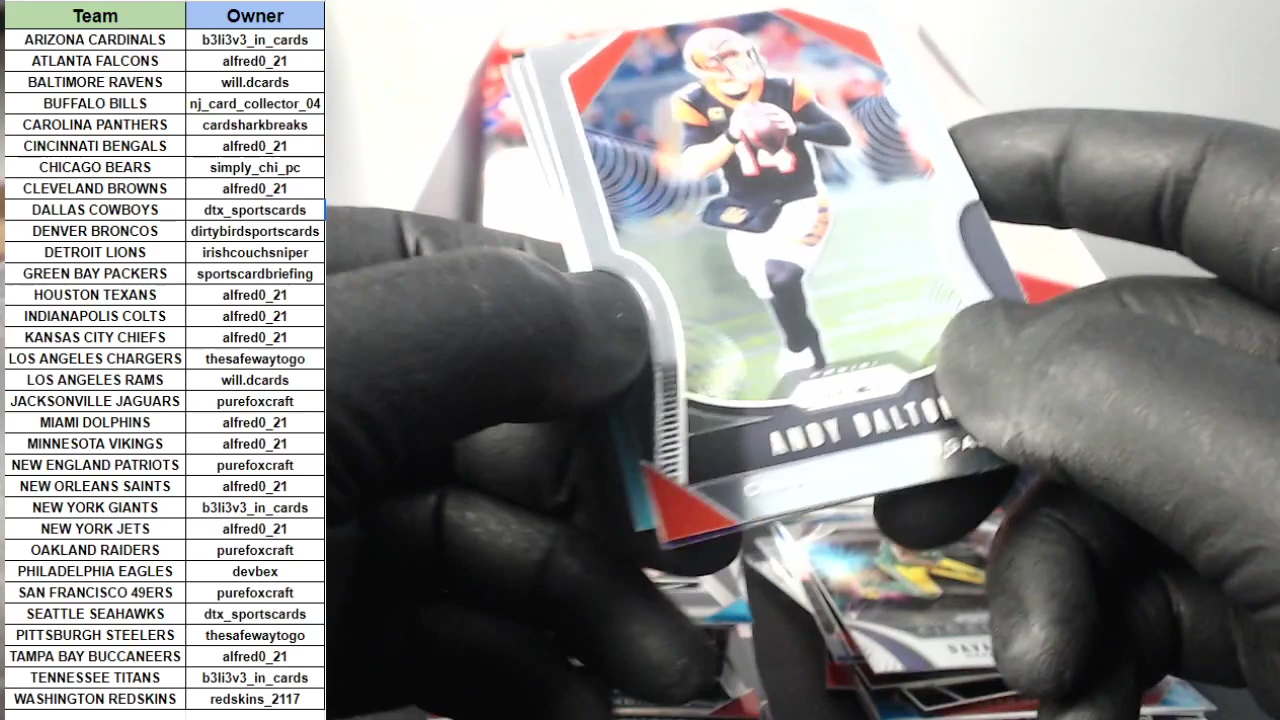 Team Owner
ARIZONA CARDINALS b3li3v3_in_cards
ATLANTA FALCONS alfred0_21
BALTIMORE RAVENS will.dcards
BUFFALO BILLS nj_card_collector_04
CAROLINA PANTHERS cardsharkbreaks
CINCINNATI BENGALS alfred0_21
CHICAGO BEARS simply_chi_pc
CLEVELAND BROWNS alfred0_21
DALLAS COWBOYS dtx_sportscards
DENVER BRONCOS dirtybirdsportscards
DETROIT LIONS irishcouchsniper
GREEN BAY PACKERS sportscardbriefing
HOUSTON TEXANS alfred0_21
INDIANAPOLIS COLTS alfred0_21
KANSAS CITY CHIEFS alfred0_21
LOS ANGELES CHARGERS thesafewaytogo
LOS ANGELES RAMS will.dcards
JACKSONVILLE JAGUARS purefoxcraft
MIAMI DOLPHINS alfred0_21
MINNESOTA VIKINGS alfred0_21
NEW ENGLAND PATRIOTS purefoxcraft
NEW ORLEANS SAINTS alfred0_21
NEW YORK GIANTS b3li3v3_in_cards
NEW YORK JETS alfred0_21
OAKLAND RAIDERS purefoxcraft
PHILADELPHIA EAGLES devbex
SAN FRANCISCO 49ERS purefoxcraft
SEATTLE SEAHAWKS dtx_sportscards
PITTSBURGH STEELERS thesafewaytogo
TAMPA BAY BUCCANEERS alfred0_21
TENNESSEE TITANS b3li3v3_in_cards
WASHINGTON REDSKINS redskins_2117
14
ANDY DALTON